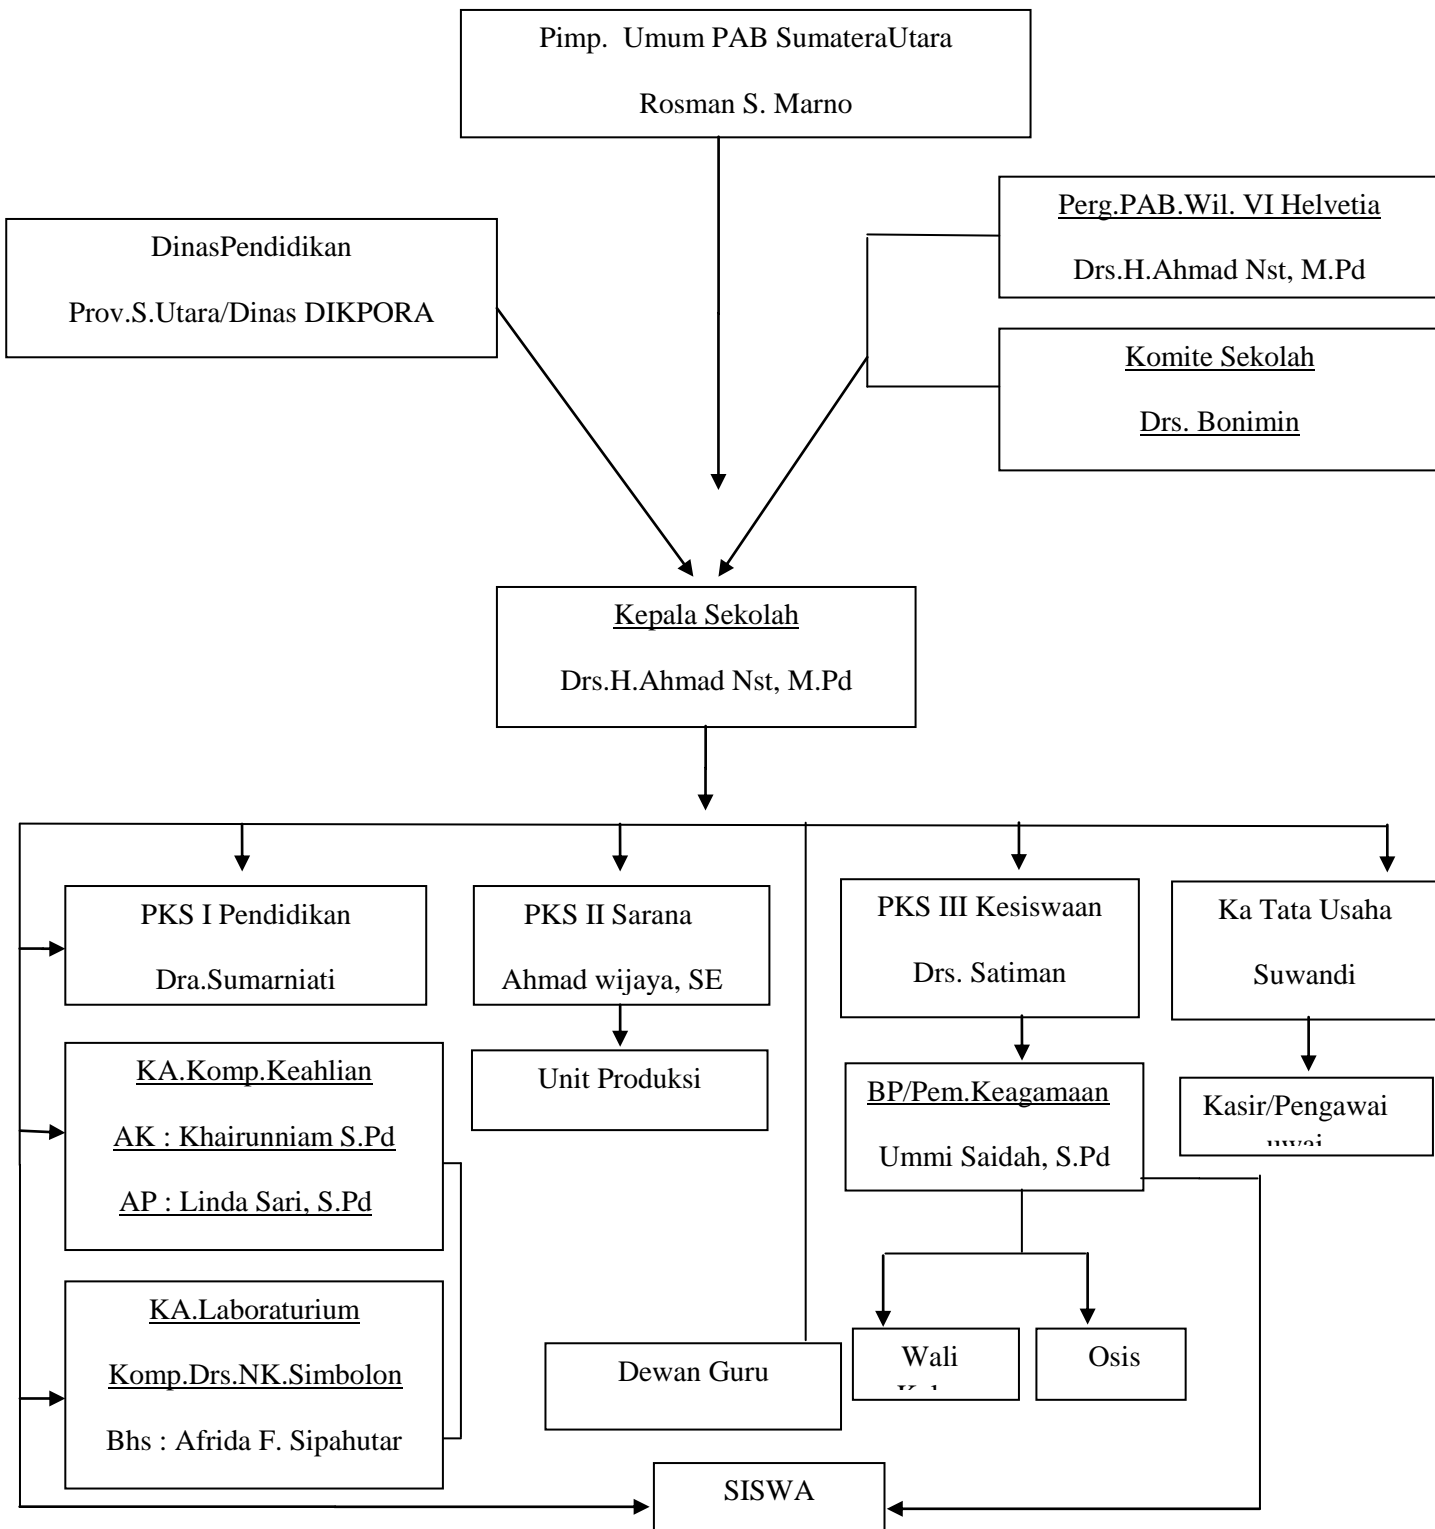 Pimp. Umum PAB SumateraUtara
Rosman S. Marno
Perg.PAB.Wil. VI Helvetia
Drs.H.Ahmad Nst, M.Pd
DinasPendidikan
Prov.S.Utara/Dinas DIKPORA
Komite Sekolah
Drs. Bonimin
Kepala Sekolah
Drs.H.Ahmad Nst, M.Pd
PKS I Pendidikan
Dra.Sumarniati
PKS II Sarana
Ahmad wijaya, SE
PKS III Kesiswaan
Drs. Satiman
Ka Tata Usaha
Suwandi
KA.Komp.Keahlian
AK : Khairunniam S.Pd
AP : Linda Sari, S.Pd
Unit Produksi
BP/Pem.Keagamaan
Ummi Saidah, S.Pd
Kasir/Pengawai
KA.Laboraturium
Komp.Drs.NK.Simbolon
Bhs : Afrida F. Sipahutar
Dewan Guru
Wali
Osis
SISWA